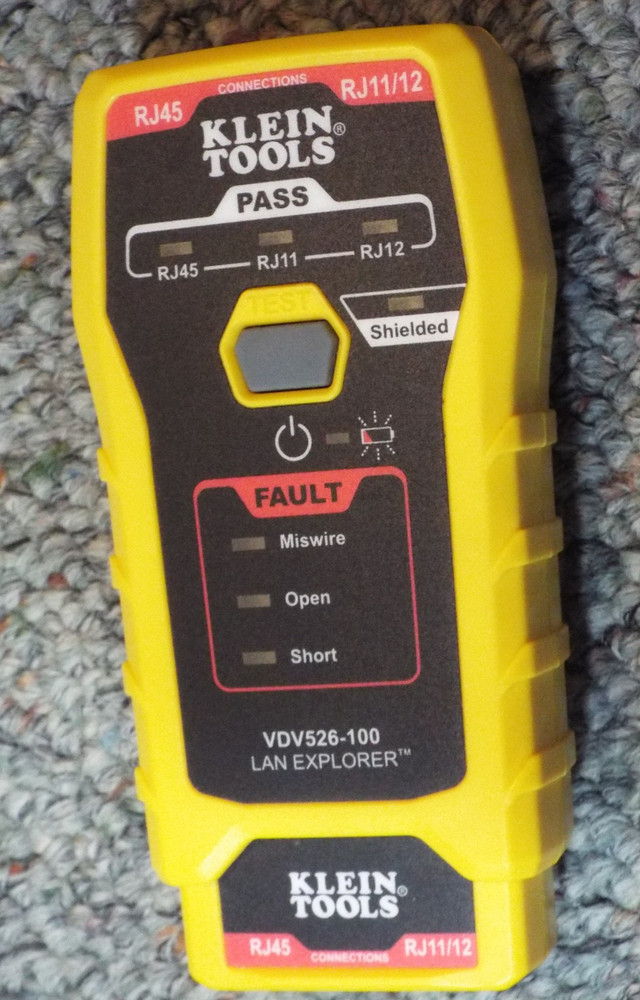 RJ45 CONNECTIONS RJ11/12
KLEIN®
TOOLS
PASS
RJ45 RJ11 RJ12
TEST
Shielded
FAULT
Miswire
Open
Short
VDV526-100
LAN EXPLORER™
KLEIN®
TOOLS
RJ45 CONNECTIONS RJ11/12